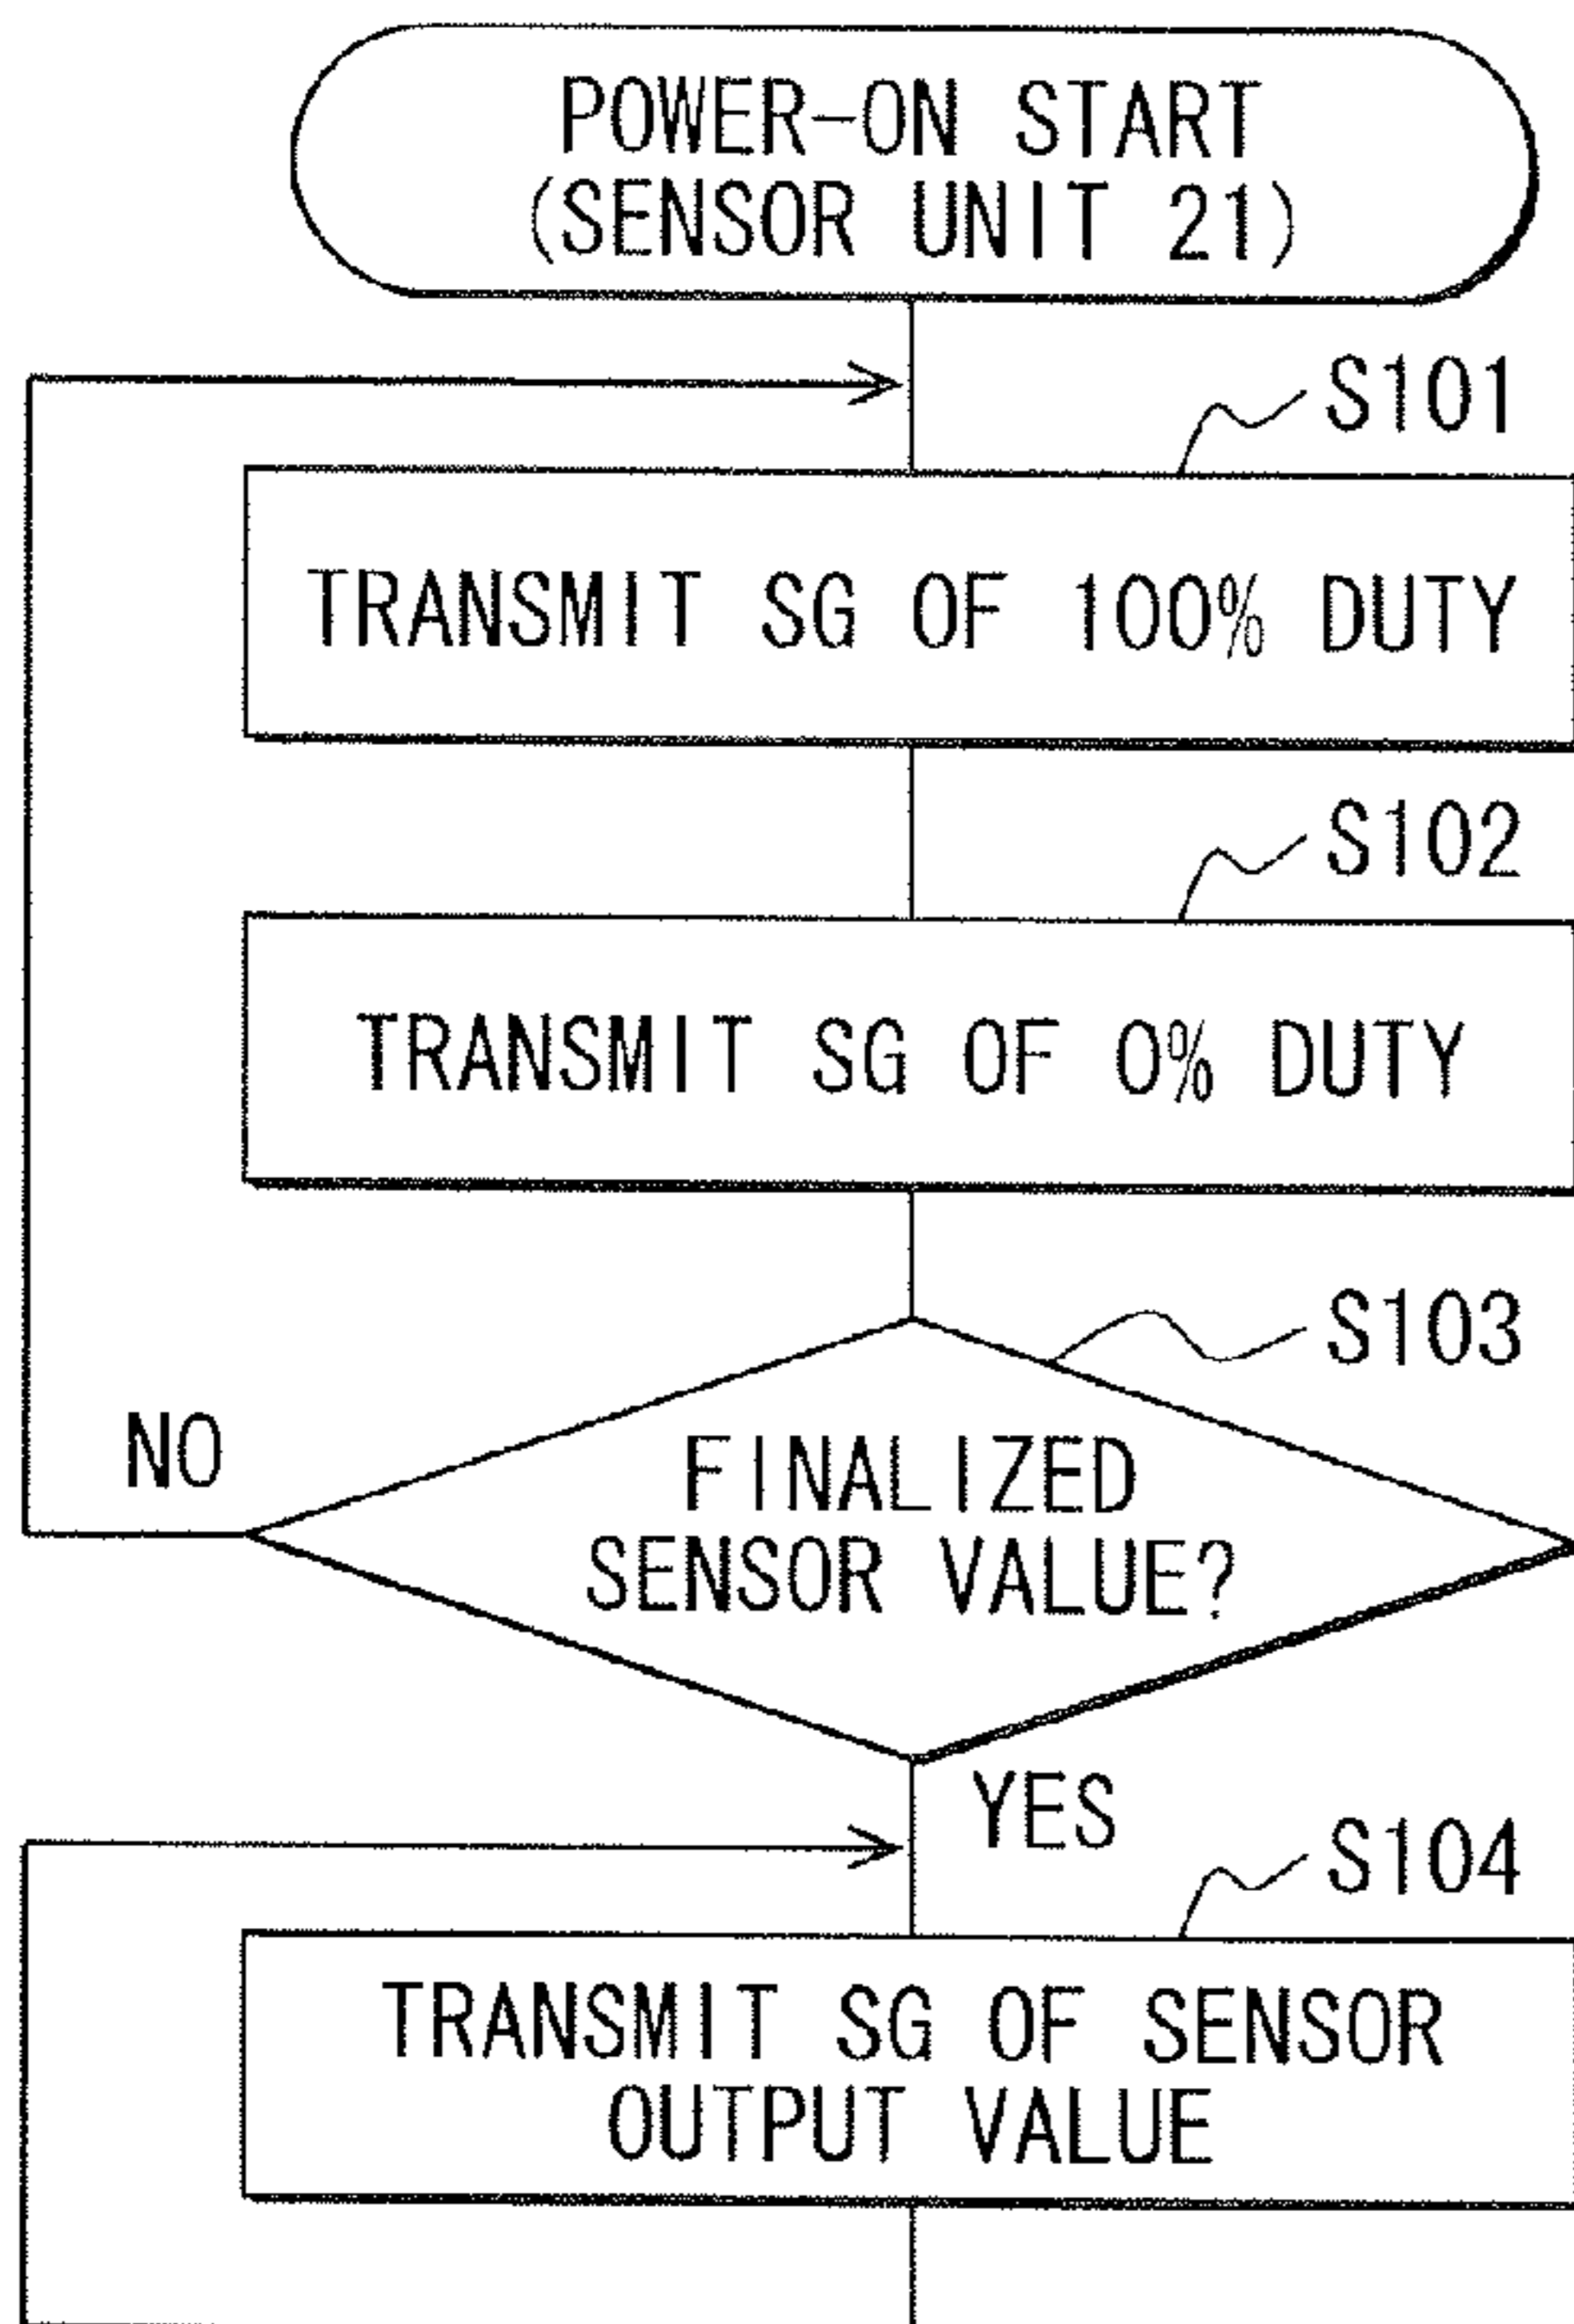 POWER-ON START
(SENSOR UNIT 21)
S101
TRANSMIT SG OF 100% DUTY
S102
TRANSMIT SG OF 0% DUTY
S103
NO
FINALIZED
SENSOR VALUE?
YES
S104
TRANSMIT SG OF SENSOR
OUTPUT VALUE